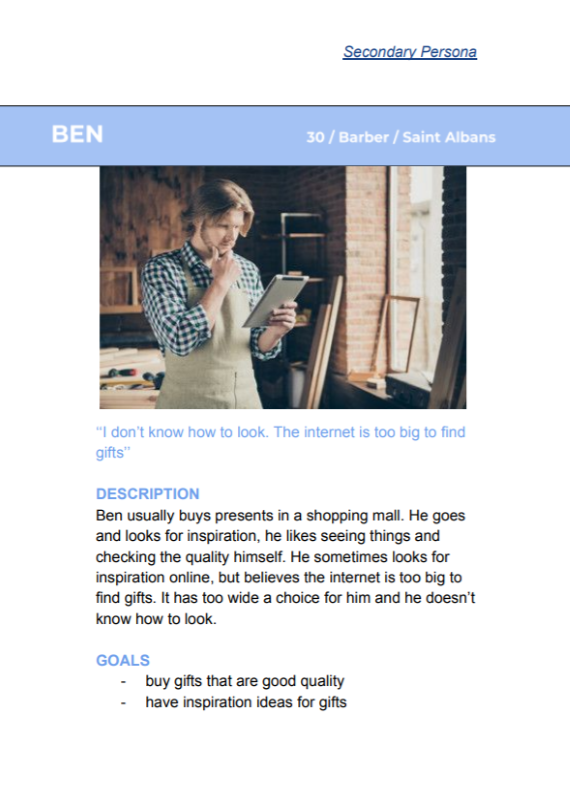 Secondary Persona
BEN
30 / Barber / Saint Albans
“I don’t know how to look. The internet is too big to find
gifts”
DESCRIPTION
Ben usually buys presents in a shopping mall. He goes
and looks for inspiration, he likes seeing things and
checking the quality himself. He sometimes looks for
inspiration online, but believes the internet is too big to
find gifts. It has too wide a choice for him and he doesn’t
know how to look.
GOALS
- buy gifts that are good quality
- have inspiration ideas for gifts